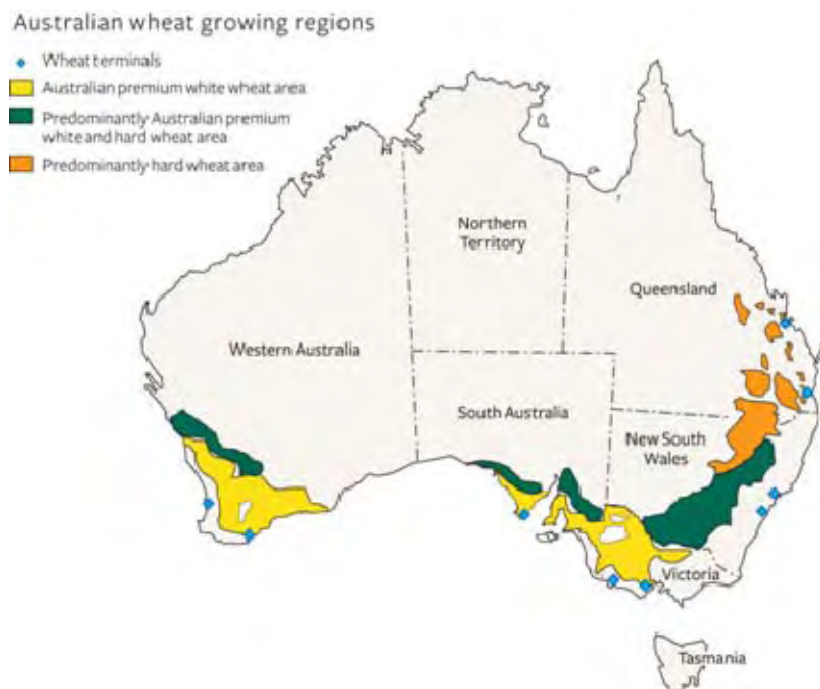 Australian wheat growing regions
Wheat terminals
Australian premium white wheat area
Predominantly Australian premium
white and hard wheat area
Predominantly hard wheat area
Northern
Territory
Queensland
Western Australia
South Australia
New South
Wales
Victoria
Tasmania